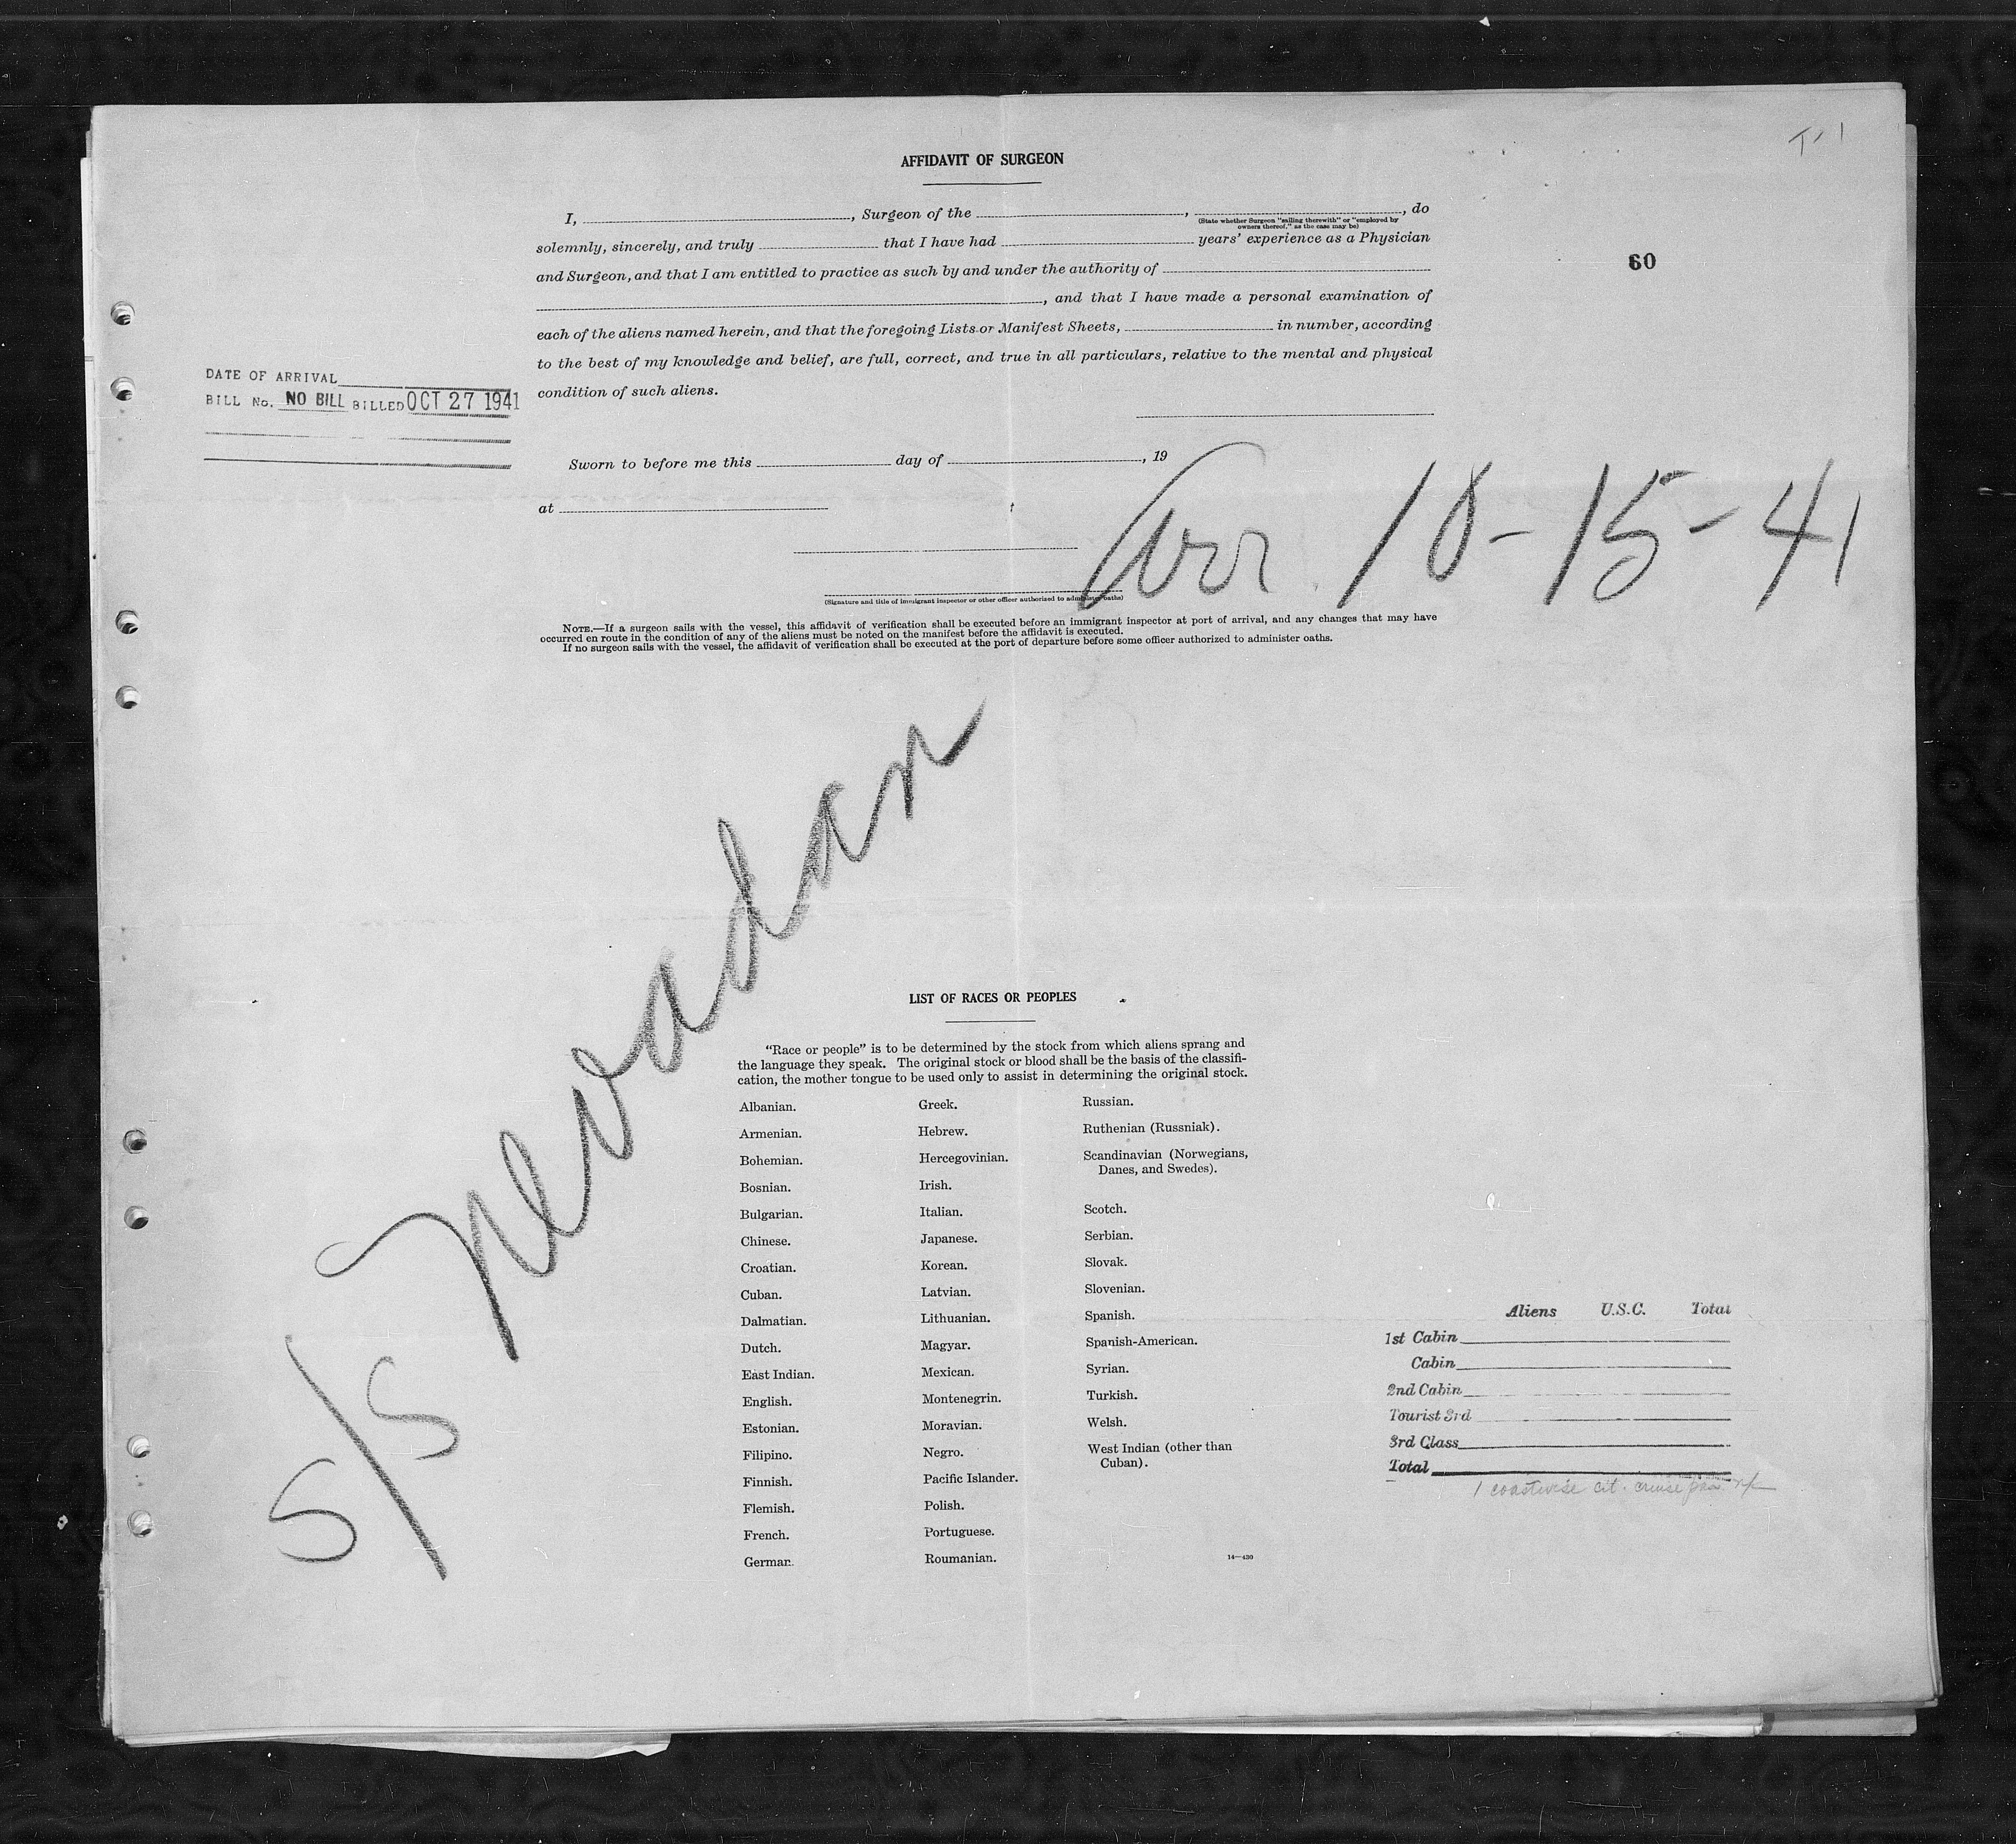 AFFIDAVIT OF SURGEON
I, , Surgeon of the , , do
(State whether Surgeon "sailing therewith" or "employed by
owners thereof," as the case may be)
solemnly, sincerely, and truly that I have had years' experience as a Physician
and Surgeon, and that I am entitled to practice as such by and under the authority of
, and that I have made a personal examination of
each of the aliens named herein, and that the foregoing Lists or Manifest Sheets, in number, according
to the best of my knowledge and belief, are full, correct, and true in all particulars, relative to the mental and physical
condition of such aliens.
60
DATE OF ARRIVAL
BILL No. NO BILL BILLED OCT 27 1941
Sworn to before me this day of , 19
at
Arr 10-15-41
(Signature and title of immigrant inspector or other officer authorized to administer oaths)
NOTE.—If a surgeon sails with the vessel, this affidavit of verification shall be executed before an immigrant inspector at port of arrival, and any changes that may have
occurred en route in the condition of any of the aliens must be noted on the manifest before the affidavit is executed.
If no surgeon sails with the vessel, the affidavit of verification shall be executed at the port of departure before some officer authorized to administer oaths.
S/S Nevadan
LIST OF RACES OR PEOPLES
"Race or people" is to be determined by the stock from which aliens sprang and
the language they speak. The original stock or blood shall be the basis of the classifi-
cation, the mother tongue to be used only to assist in determining the original stock.
Albanian.
Armenian.
Bohemian.
Bosnian.
Bulgarian.
Chinese.
Croatian.
Cuban.
Dalmatian.
Dutch.
East Indian.
English.
Estonian.
Filipino.
Finnish.
Flemish.
French.
German.
Greek.
Hebrew.
Hercegovinian.
Irish.
Italian.
Japanese.
Korean.
Latvian.
Lithuanian.
Magyar.
Mexican.
Montenegrin.
Moravian.
Negro.
Pacific Islander.
Polish.
Portuguese.
Roumanian.
Russian.
Ruthenian (Russniak).
Scandinavian (Norwegians,
Danes, and Swedes).
Scotch.
Serbian.
Slovak.
Slovenian.
Spanish.
Spanish-American.
Syrian.
Turkish.
Welsh.
West Indian (other than
Cuban).
14—430
Aliens U.S.C. Total
1st Cabin
Cabin
2nd Cabin
Tourist 3rd
3rd Class
Total
1 coastwise cit. cruise pass